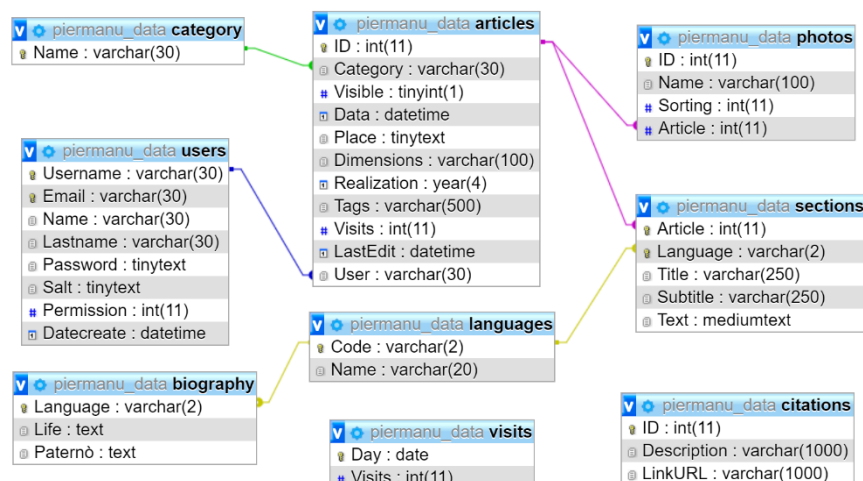 piermanu_data category
Name : varchar(30)
piermanu_data articles
ID : int(11)
Category : varchar(30)
Visible : tinyint(1)
Data : datetime
Place : tinytext
Dimensions : varchar(100)
Realization : year(4)
Tags : varchar(500)
Visits : int(11)
LastEdit : datetime
User : varchar(30)
piermanu_data photos
ID : int(11)
Name : varchar(100)
Sorting : int(11)
Article : int(11)
piermanu_data users
Username : varchar(30)
Email : varchar(30)
Name : varchar(30)
Lastname : varchar(30)
Password : tinytext
Salt : tinytext
Permission : int(11)
Datecreate : datetime
piermanu_data sections
Article : int(11)
Language : varchar(2)
Title : varchar(250)
Subtitle : varchar(250)
Text : mediumtext
piermanu_data languages
Code : varchar(2)
Name : varchar(20)
piermanu_data biography
Language : varchar(2)
Life : text
Paternò : text
piermanu_data visits
Day : date
Visits : int(11)
piermanu_data citations
ID : int(11)
Description : varchar(1000)
LinkURL : varchar(1000)